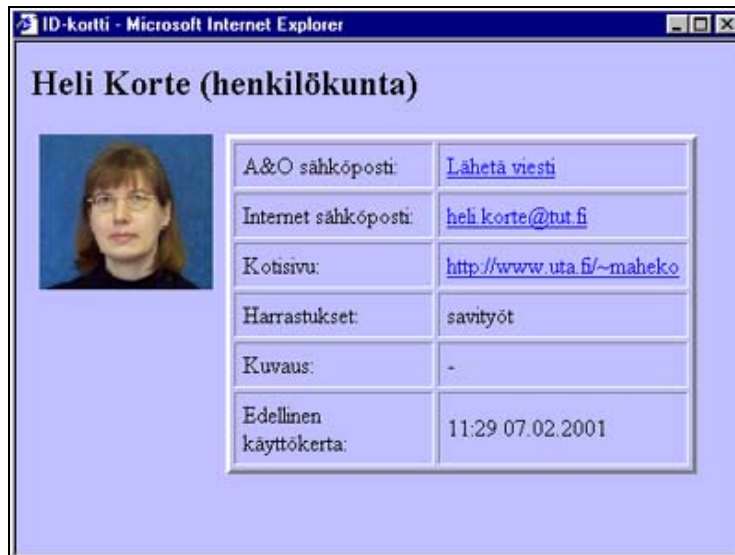 ID-kortti - Microsoft Internet Explorer
Heli Korte (henkilökunta)
A&O sähköposti: Lähetä viesti
Internet sähköposti: heli.korte@tut.fi
Kotisivu: http://www.uta.fi/~maheko
Harrastukset: savityöt
Kuvaus: -
Edellinen
käyttökerta: 11:29 07.02.2001